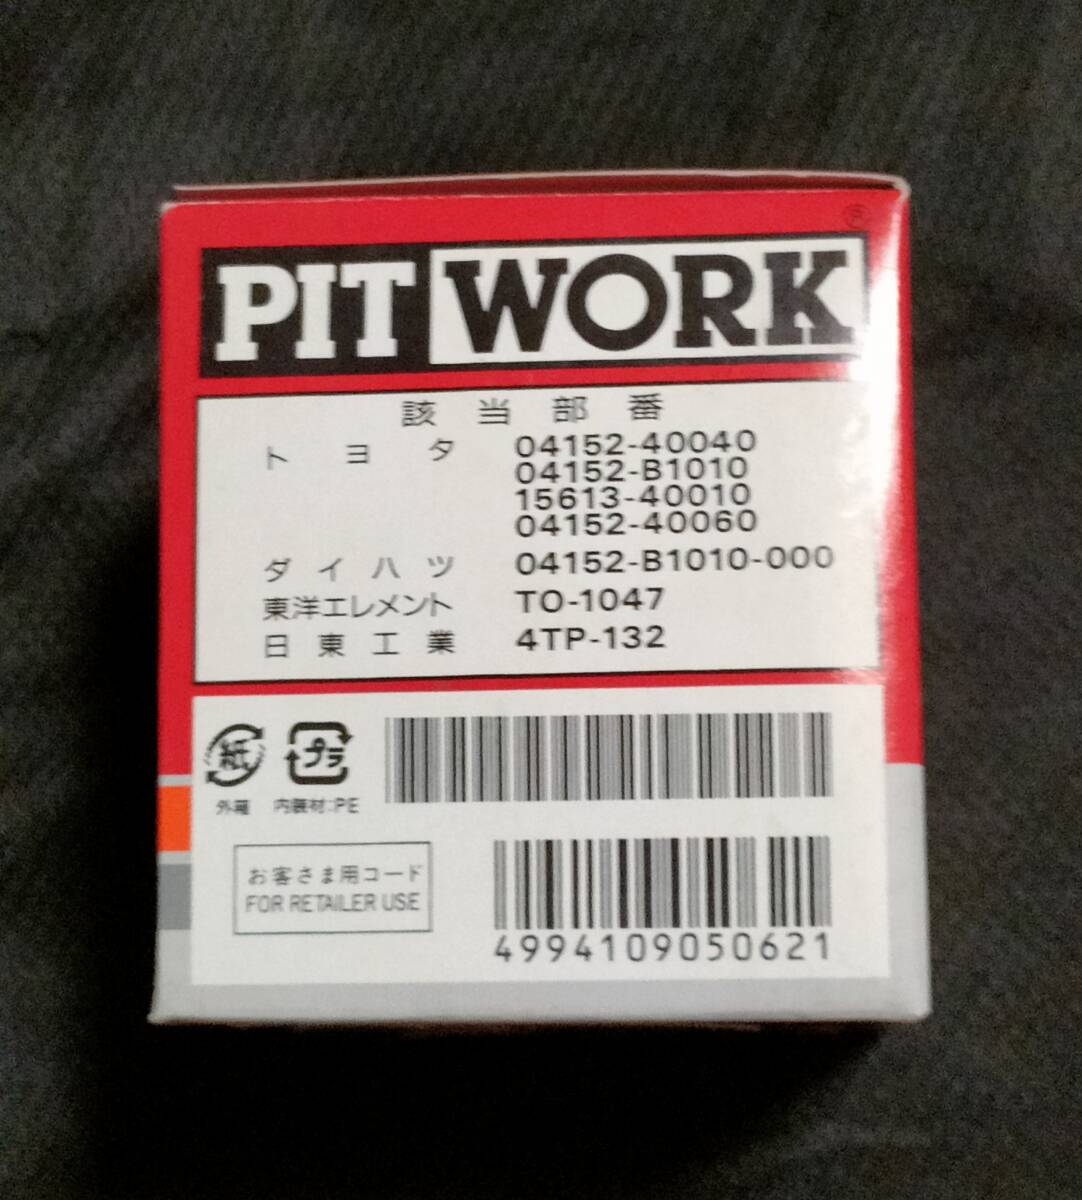 ®
PIT WORK
該当部番
トヨタ 04152-40040
04152-B1010
15613-40010
04152-40060
ダイハツ 04152-B1010-000
東洋エレメント TO-1047
日東工業 4TP-132
紙 プラ
外箱 内装材:PE
お客さま用コード
FOR RETAILER USE
4994109050621